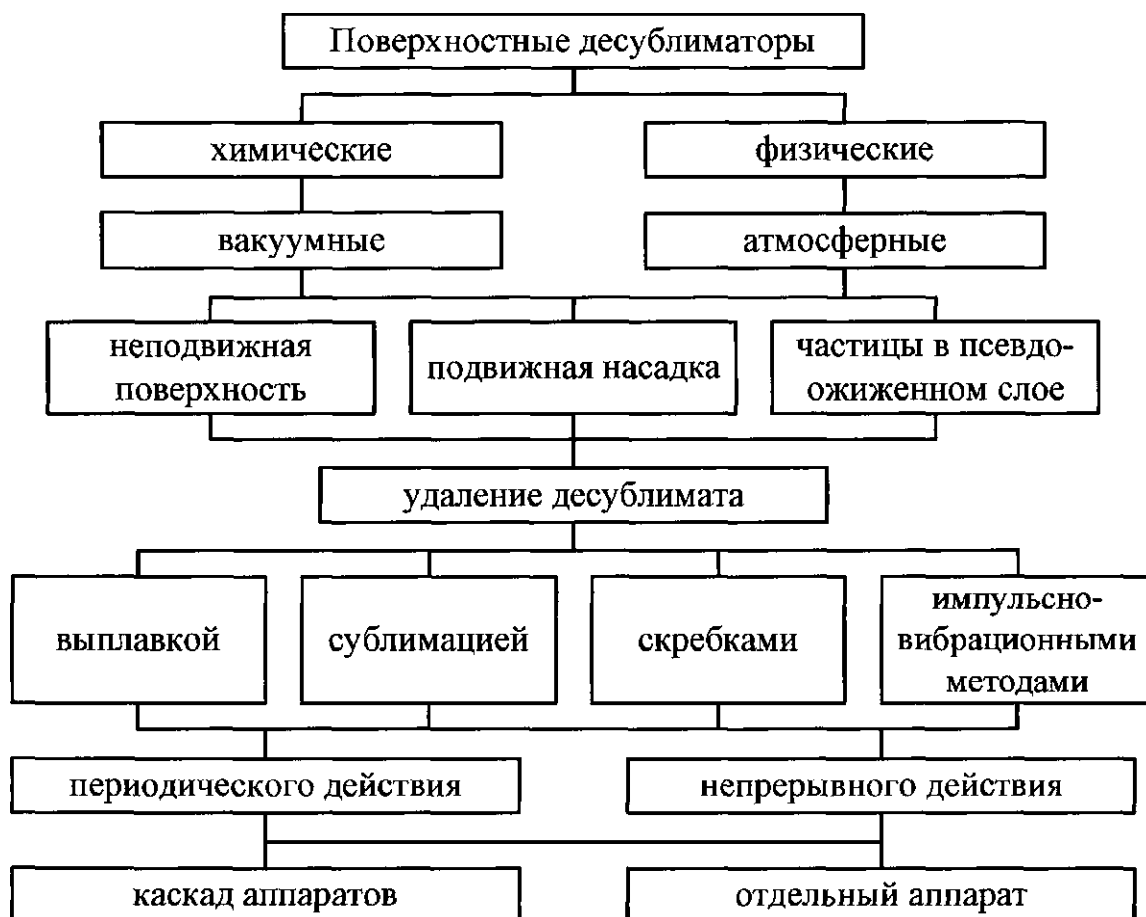 Поверхностные десублиматоры
химические
физические
вакуумные
атмосферные
неподвижная
поверхность
подвижная насадка
частицы в псевдо-
ожиженном слое
удаление десублимата
выплавкой
сублимацией
скребками
импульсно-
вибрационными
методами
периодического действия
непрерывного действия
каскад аппаратов
отдельный аппарат